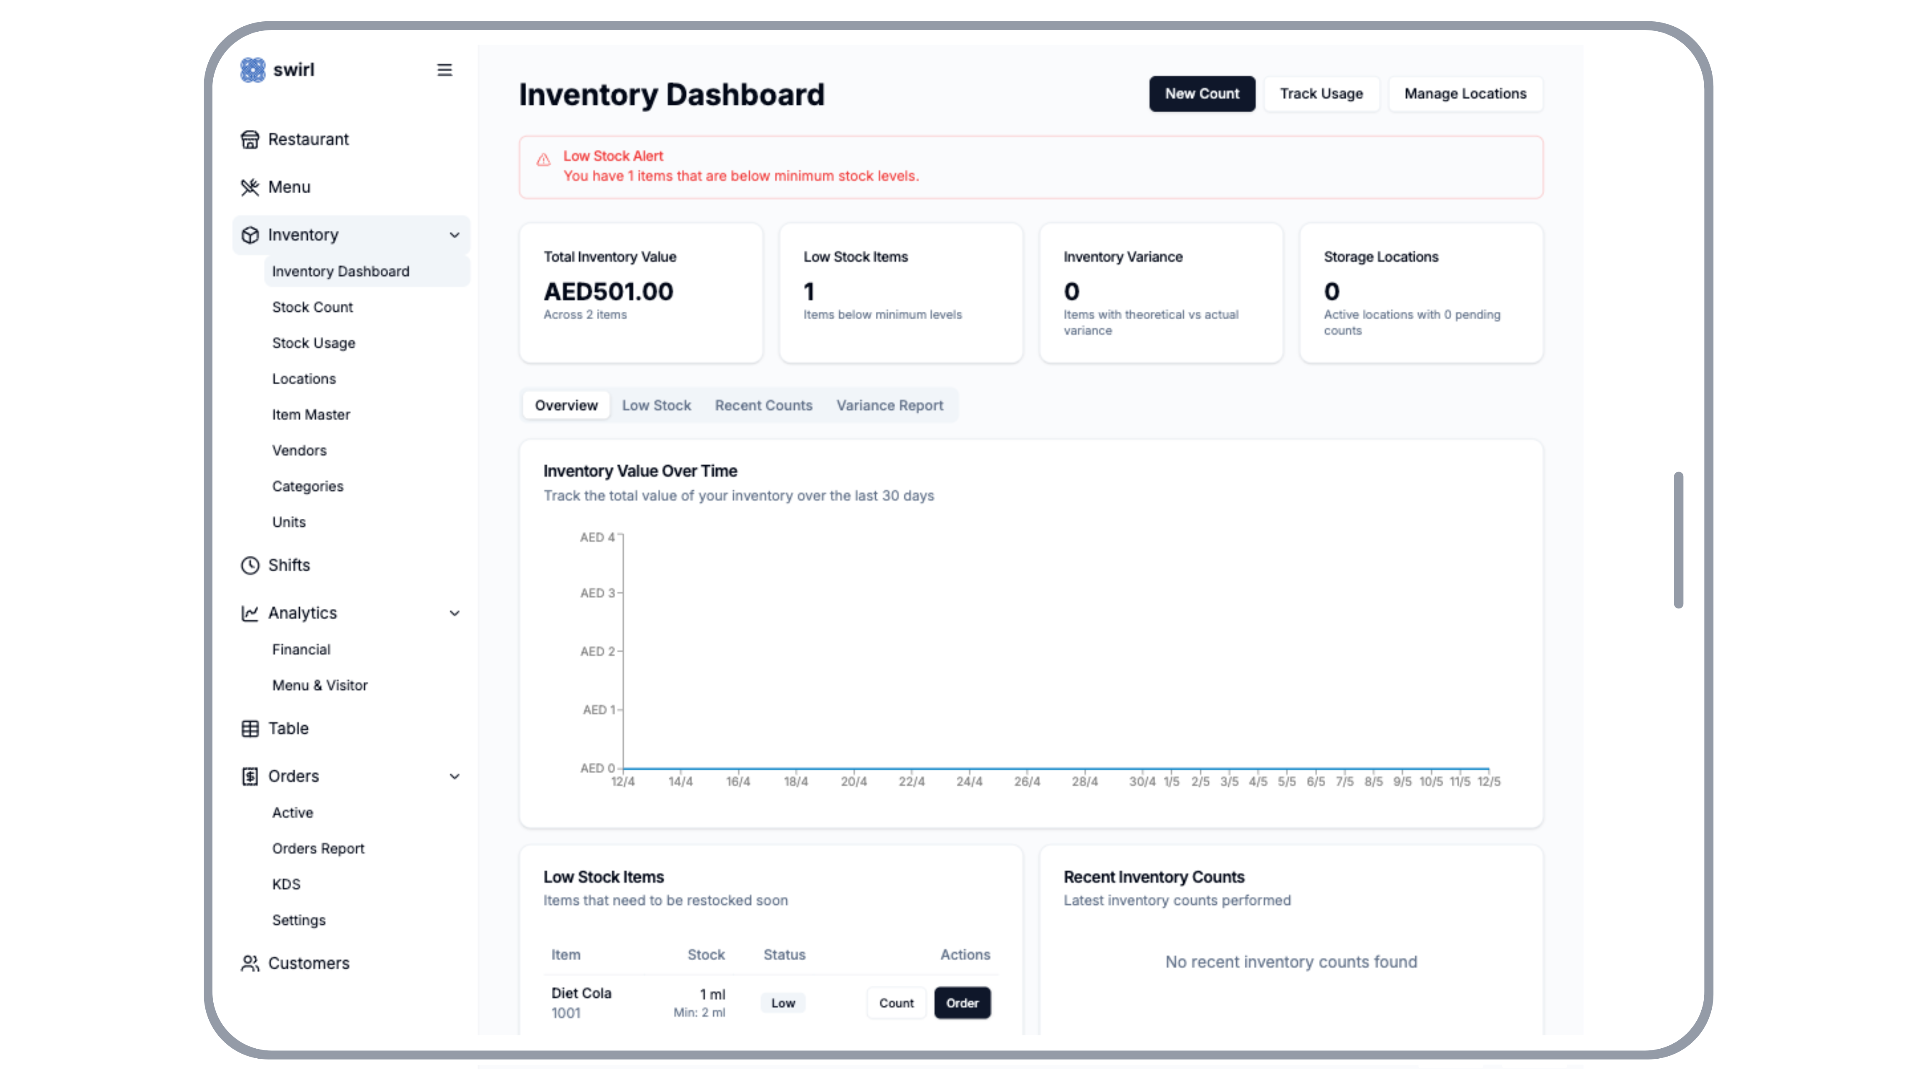 swirl
Restaurant
Menu
Inventory
Inventory Dashboard
Stock Count
Stock Usage
Locations
Item Master
Vendors
Categories
Units
Shifts
Analytics
Financial
Menu & Visitor
Table
Orders
Active
Orders Report
KDS
Settings
Customers
Inventory Dashboard
New Count
Track Usage
Manage Locations
Low Stock Alert
You have 1 items that are below minimum stock levels.
Total Inventory Value
AED501.00
Across 2 items
Low Stock Items
1
Items below minimum levels
Inventory Variance
0
Items with theoretical vs actual
variance
Storage Locations
0
Active locations with 0 pending
counts
Overview
Low Stock
Recent Counts
Variance Report
Inventory Value Over Time
Track the total value of your inventory over the last 30 days
AED 4
AED 3
AED 2
AED 1
AED 0
12/4 14/4 16/4 18/4 20/4 22/4 24/4 26/4 28/4 30/4 1/5 2/5 3/5 4/5 5/5 6/5 7/5 8/5 9/5 10/5 11/5 12/5
Low Stock Items
Items that need to be restocked soon
Item Stock Status Actions
Diet Cola
1001
1 ml
Min: 2 ml
Low
Count
Order
Recent Inventory Counts
Latest inventory counts performed
No recent inventory counts found